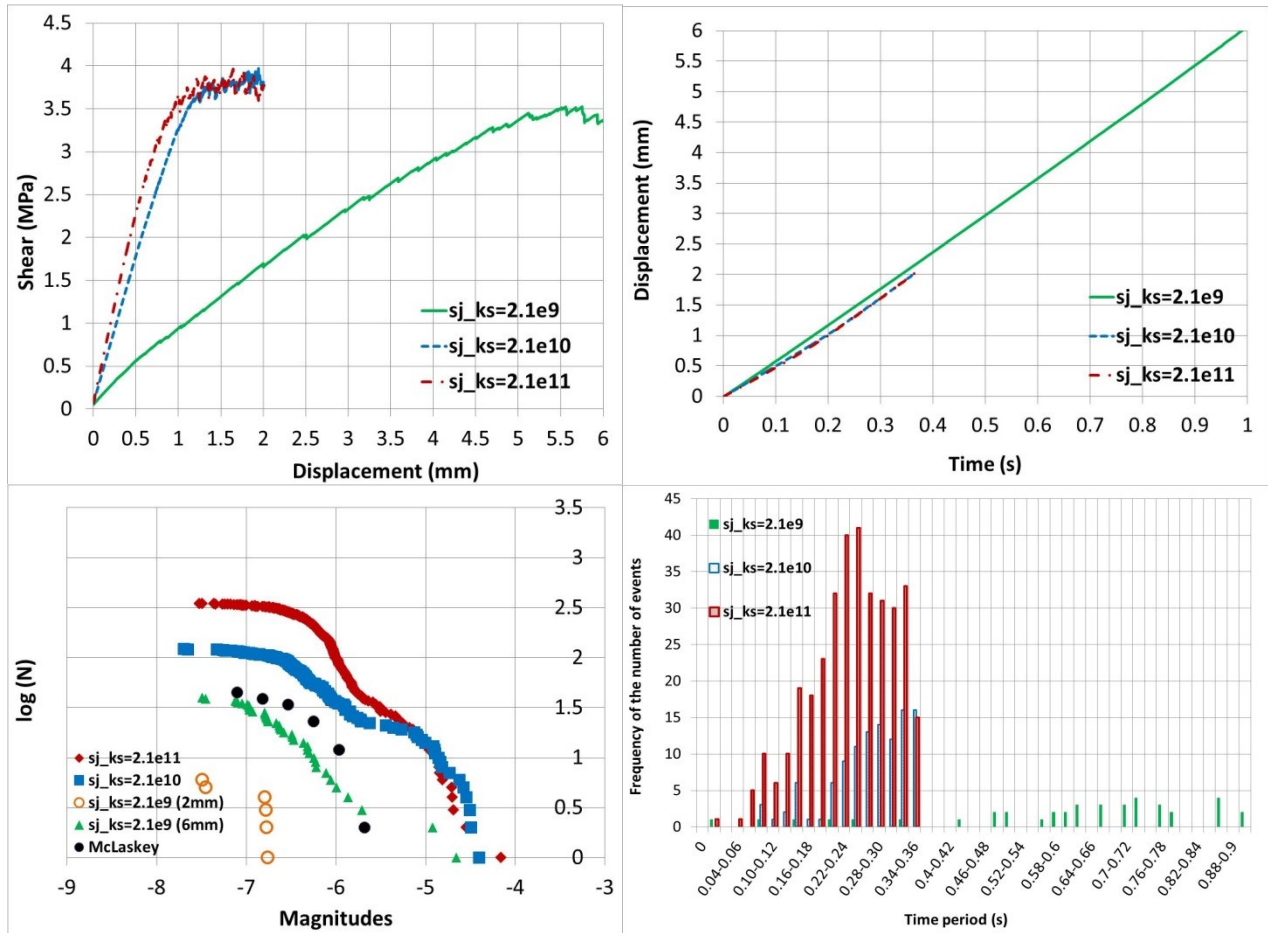 4.5
4
3.5
3
2.5
2
1.5
1
0.5
0
Shear (MPa)
0 0.5 1 1.5 2 2.5 3 3.5 4 4.5 5 5.5 6
Displacement (mm)
sj_ks=2.1e9
sj_ks=2.1e10
sj_ks=2.1e11
6
5.5
5
4.5
4
3.5
3
2.5
2
1.5
1
0.5
0
Displacement (mm)
0 0.1 0.2 0.3 0.4 0.5 0.6 0.7 0.8 0.9 1
Time (s)
sj_ks=2.1e9
sj_ks=2.1e10
sj_ks=2.1e11
3.5
3
2.5
2
1.5
1
0.5
0
log (N)
sj_ks=2.1e11
sj_ks=2.1e10
sj_ks=2.1e9 (2mm)
sj_ks=2.1e9 (6mm)
McLaskey
-9 -8 -7 -6 -5 -4 -3
Magnitudes
45
40
35
30
25
20
15
10
5
0
Frequency of the number of events
sj_ks=2.1e9
sj_ks=2.1e10
sj_ks=2.1e11
0 0.04-0.06 0.10-0.12 0.16-0.18 0.22-0.24 0.28-0.30 0.34-0.36 0.4-0.42 0.46-0.48 0.52-0.54 0.58-0.6 0.64-0.66 0.7-0.72 0.76-0.78 0.82-0.84 0.88-0.9
Time period (s)